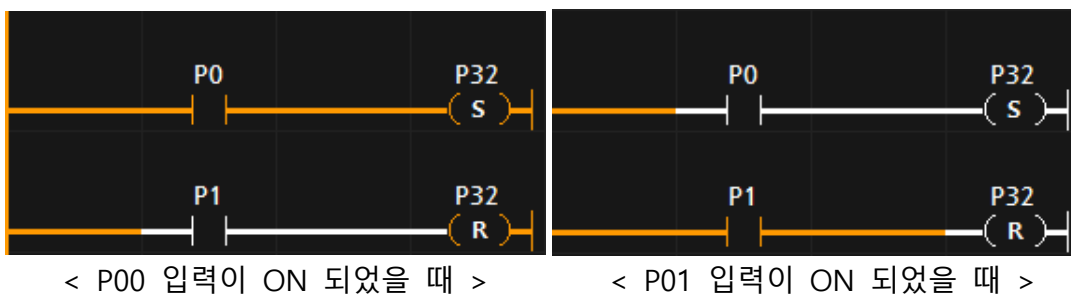 P0 P32 P0 P32
S S
P1 P32 P1 P32
R R
< P00 입력이 ON 되었을 때 > < P01 입력이 ON 되었을 때 >